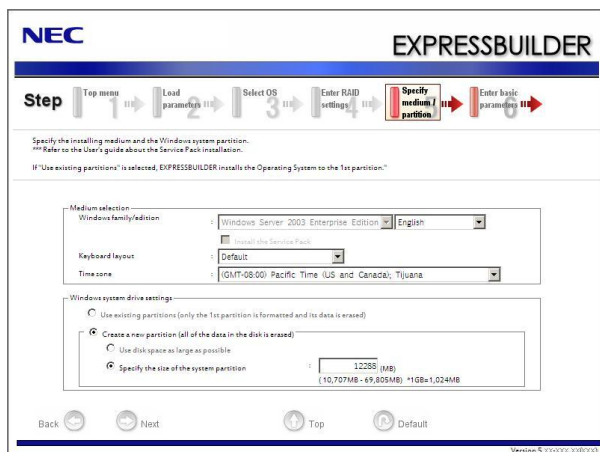 NEC
EXPRESSBUILDER
Step
Top menu 1
Load parameters 2
Select OS 3
Enter RAID settings 4
Specify medium / partition 5
Enter basic parameters 6
Specify the installing medium and the Windows system partition.
*** Refer to the User's guide about the Service Pack installation.
If "Use existing partitions" is selected, EXPRESSBUILDER installs the Operating System to the 1st partition."
Medium selection
Windows family/edition : Windows Server 2003 Enterprise Edition English
Install the Service Pack
Keyboard layout : Default
Time zone : (GMT-08:00) Pacific Time (US and Canada); Tijuana
Windows system drive settings
Use existing partitions (only the 1st partition is formatted and its data is erased)
Create a new partition (all of the data in the disk is erased)
Use disk space as large as possible
Specify the size of the system partition : 12288 (MB)
(10,707MB - 69,805MB) *1GB=1,024MB
Back
Next
Top
Default
Version 5